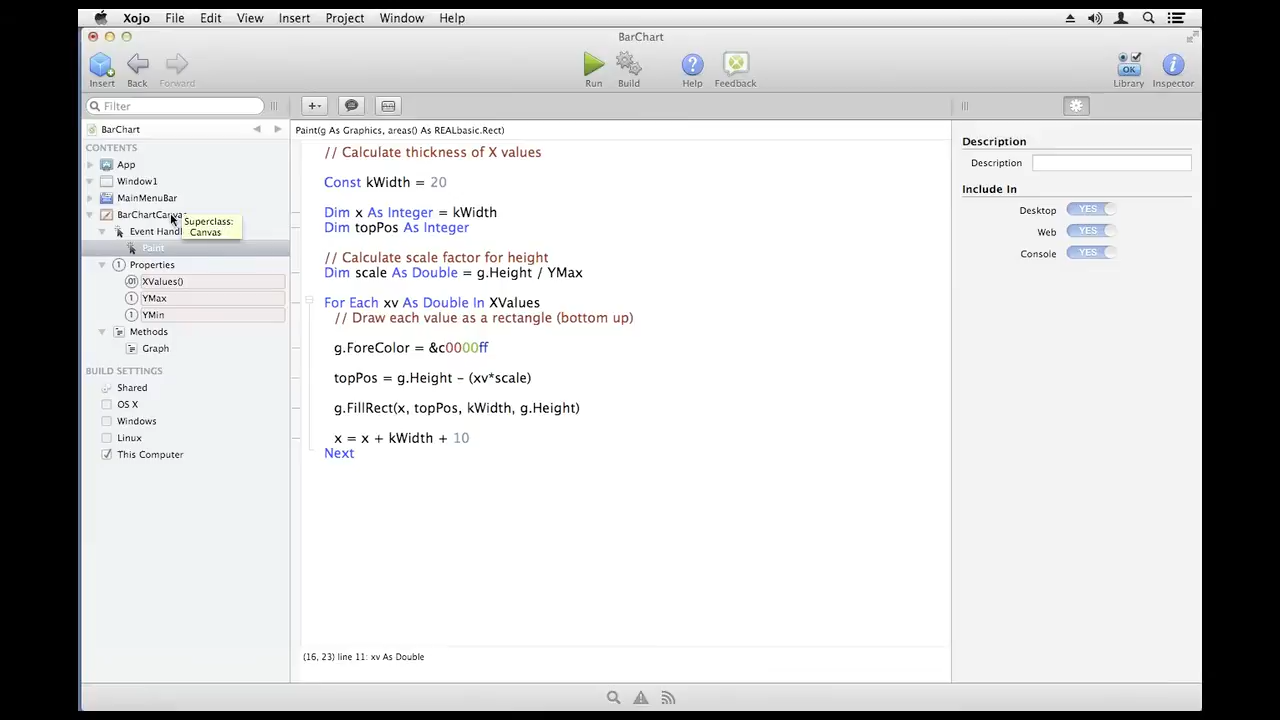 Xojo File Edit View Insert Project Window Help
BarChart
Insert Back Forward Run Build Help Feedback OK Library Inspector
Filter
BarChart
Paint(g As Graphics, areas() As REALbasic.Rect)
CONTENTS
App
Window1
MainMenuBar
BarChartCanvas
Superclass:
Canvas
Event Handl
Paint
Properties
XValues()
YMax
YMin
Methods
Graph
BUILD SETTINGS
Shared
OS X
Windows
Linux
This Computer
// Calculate thickness of X values
Const kWidth = 20
Dim x As Integer = kWidth
Dim topPos As Integer
// Calculate scale factor for height
Dim scale As Double = g.Height / YMax
For Each xv As Double In XValues
// Draw each value as a rectangle (bottom up)
g.ForeColor = &c0000ff
topPos = g.Height - (xv*scale)
g.FillRect(x, topPos, kWidth, g.Height)
x = x + kWidth + 10
Next
(16, 23) line 11: xv As Double
Description
Description
Include In
Desktop YES
Web YES
Console YES